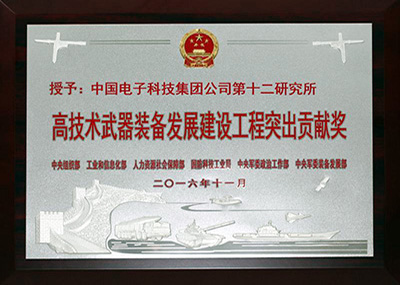 授予：中国电子科技集团公司第十二研究所
高技术武器装备发展建设工程突出贡献奖
中央组织部 工业和信息化部 人力资源社会保障部 国防科技工业局 中央军委政治工作部 中央军委装备发展部
二〇一六年十一月